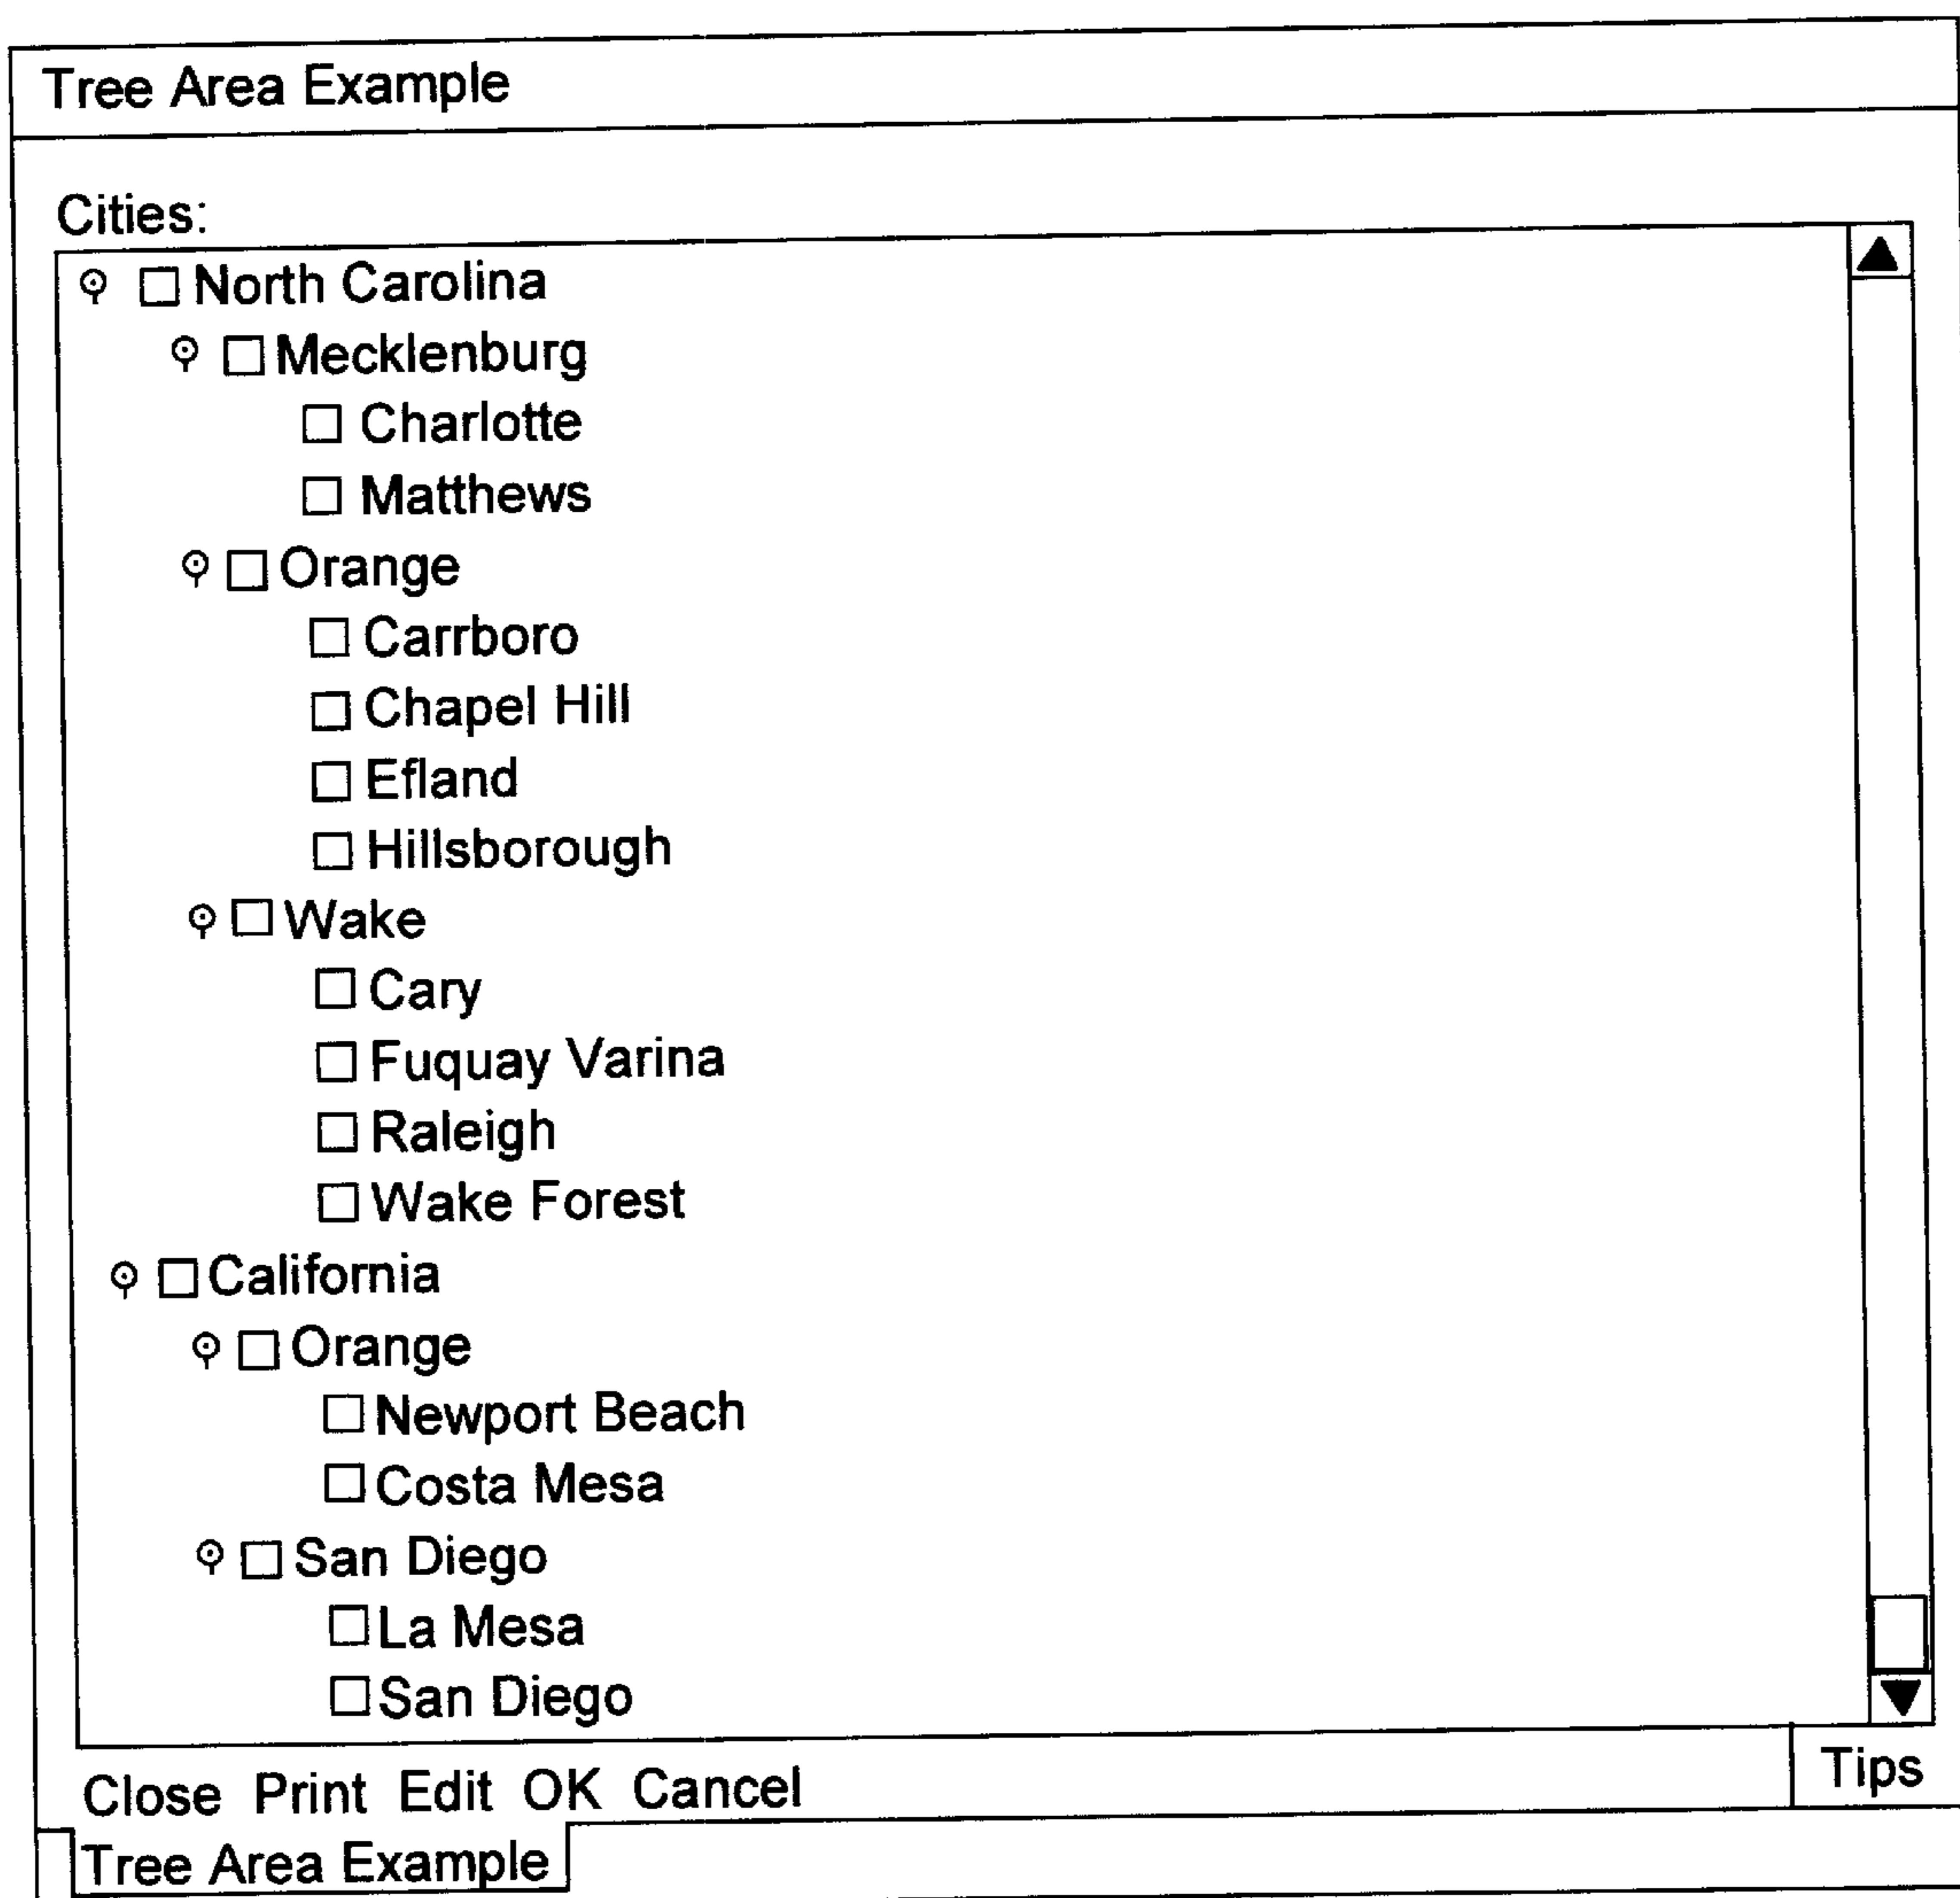 Tree Area Example
Cities:
North Carolina
Mecklenburg
Charlotte
Matthews
Orange
Carrboro
Chapel Hill
Efland
Hillsborough
Wake
Cary
Fuquay Varina
Raleigh
Wake Forest
California
Orange
Newport Beach
Costa Mesa
San Diego
La Mesa
San Diego
Close Print Edit OK Cancel Tips
Tree Area Example